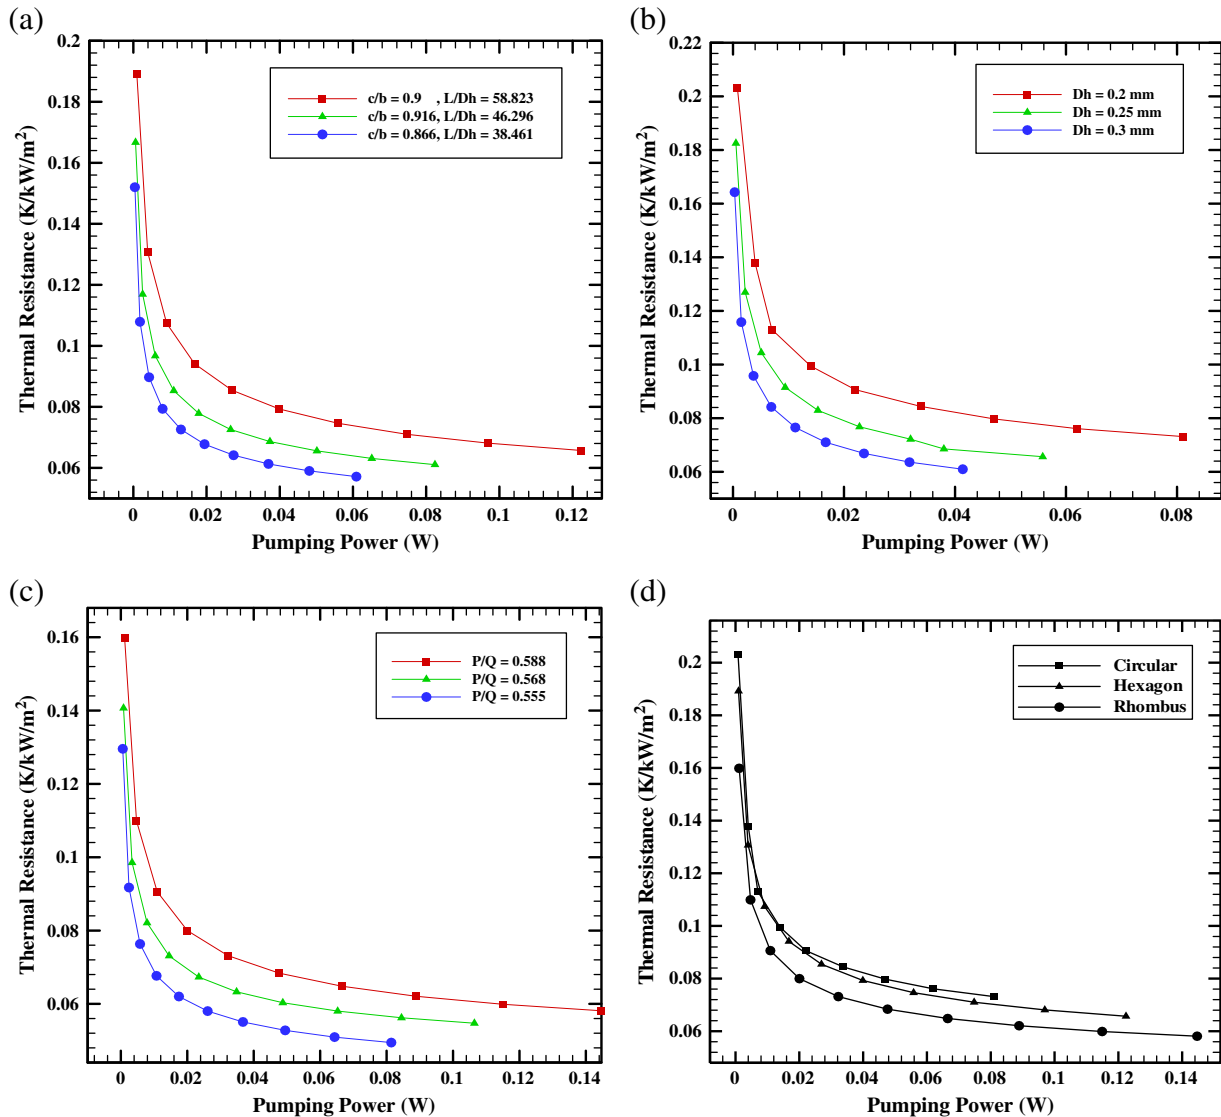 (a)
0.2
0.18
0.16
0.14
0.12
0.1
0.08
0.06
Thermal Resistance (K/kW/m²)
c/b = 0.9 , L/Dh = 58.823
c/b = 0.916, L/Dh = 46.296
c/b = 0.866, L/Dh = 38.461
0 0.02 0.04 0.06 0.08 0.1 0.12
Pumping Power (W)
(b)
0.22
0.2
0.18
0.16
0.14
0.12
0.1
0.08
0.06
Thermal Resistance (K/kW/m²)
Dh = 0.2 mm
Dh = 0.25 mm
Dh = 0.3 mm
0 0.02 0.04 0.06 0.08
Pumping Power (W)
(c)
0.16
0.14
0.12
0.1
0.08
0.06
Thermal Resistance (K/kW/m²)
P/Q = 0.588
P/Q = 0.568
P/Q = 0.555
0 0.02 0.04 0.06 0.08 0.1 0.12 0.14
Pumping Power (W)
(d)
0.2
0.18
0.16
0.14
0.12
0.1
0.08
0.06
Thermal Resistance (K/kW/m²)
Circular
Hexagon
Rhombus
0 0.02 0.04 0.06 0.08 0.1 0.12 0.14
Pumping Power (W)